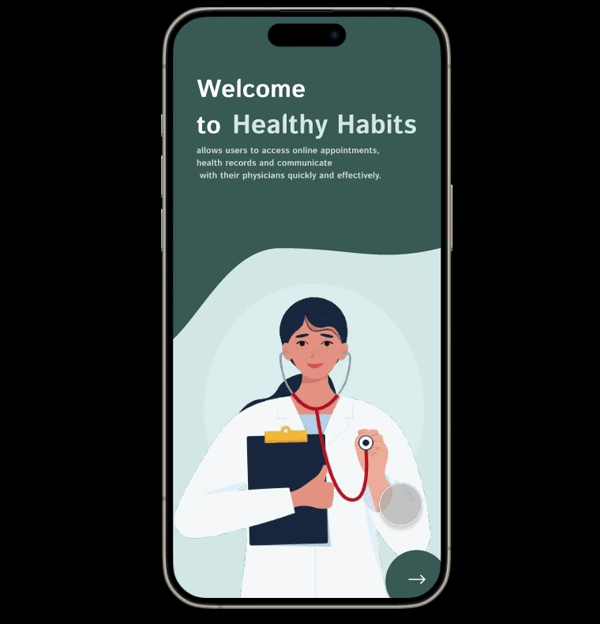 Welcome
to Healthy Habits
allows users to access online appointments,
health records and communicate
with their physicians quickly and effectively.